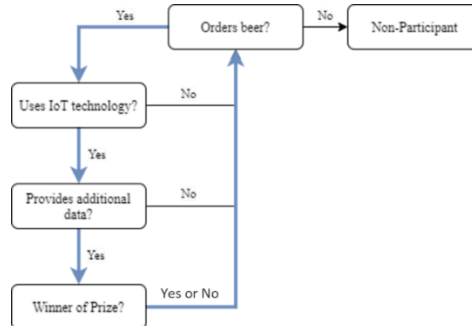 Yes
Orders beer?
No
Non-Participant
Uses IoT technology?
No
Yes
Provides additional
data?
No
Yes
Winner of Prize?
Yes or No